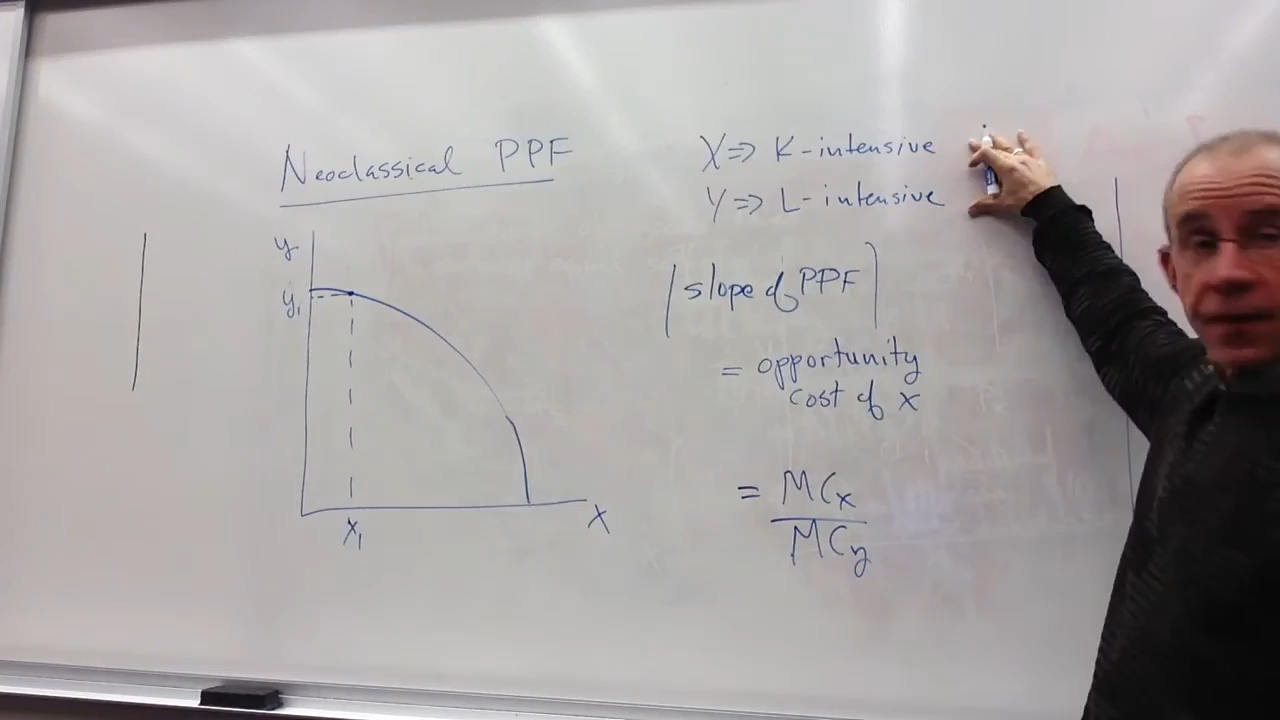 Neoclassical PPF
X => K-intensive
Y => L-intensive
y
y₁
x₁
X
|slope of PPF|
= opportunity
cost of x
= MCx
MCy